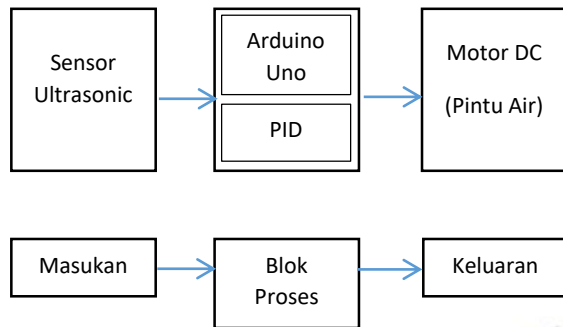 Sensor
Ultrasonic
Arduino
Uno
PID
Motor DC
(Pintu Air)
Masukan
Blok
Proses
Keluaran